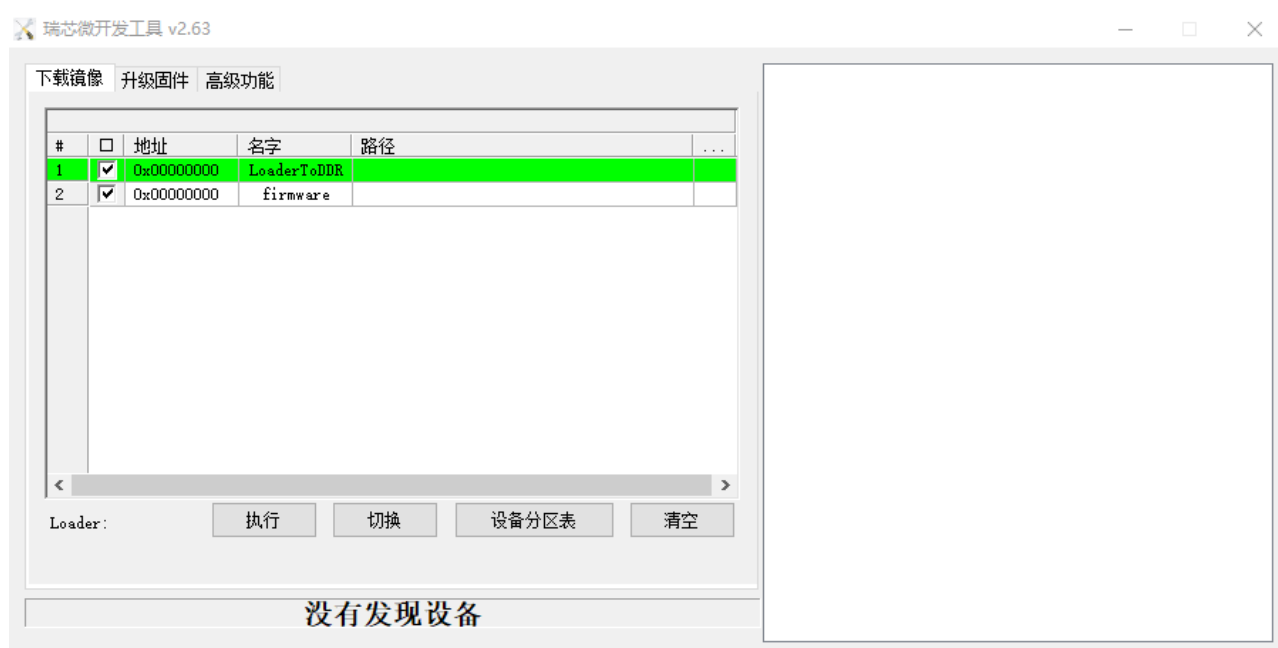 瑞芯微开发工具 v2.63
下载镜像 升级固件 高级功能
# 地址 名字 路径 ...
1 0x00000000 LoaderToDDR
2 0x00000000 firmware
Loader: 执行 切换 设备分区表 清空
没有发现设备